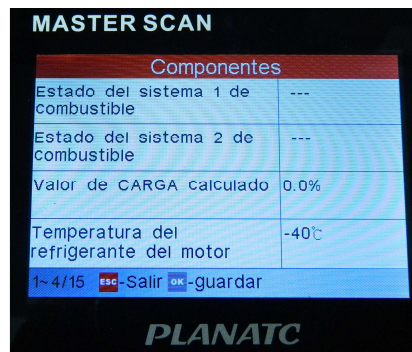 MASTER SCAN
Componentes
Estado del sistema 1 de ---
combustible
Estado del sistema 2 de ---
combustible
Valor de CARGA calculado 0.0%
Temperatura del -40℃
refrigerante del motor
1~4/15 ESC-Salir OK-guardar
PLANATC